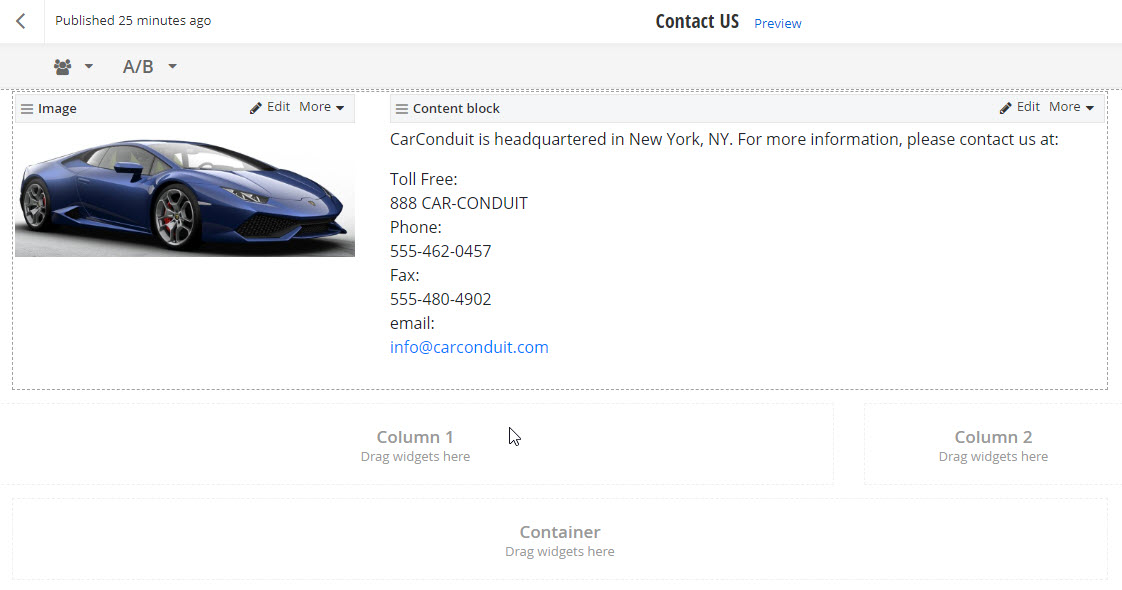 Published 25 minutes ago
Contact US Preview
A/B
Image Edit More
Content block Edit More
CarConduit is headquartered in New York, NY. For more information, please contact us at:
Toll Free:
888 CAR-CONDUIT
Phone:
555-462-0457
Fax:
555-480-4902
email:
info@carconduit.com
Column 1
Drag widgets here
Column 2
Drag widgets here
Container
Drag widgets here